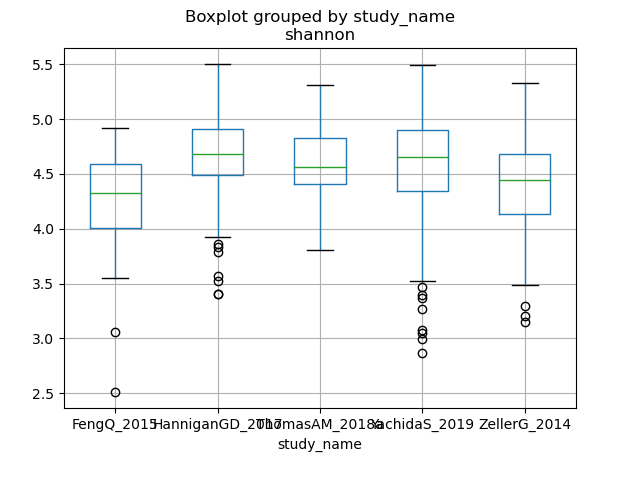 Boxplot grouped by study_name
shannon
5.5
5.0
4.5
4.0
3.5
3.0
2.5
FengQ_2015 HanniganGD_2017 ThomasAM_2018a YachidaS_2019 ZellerG_2014
study_name